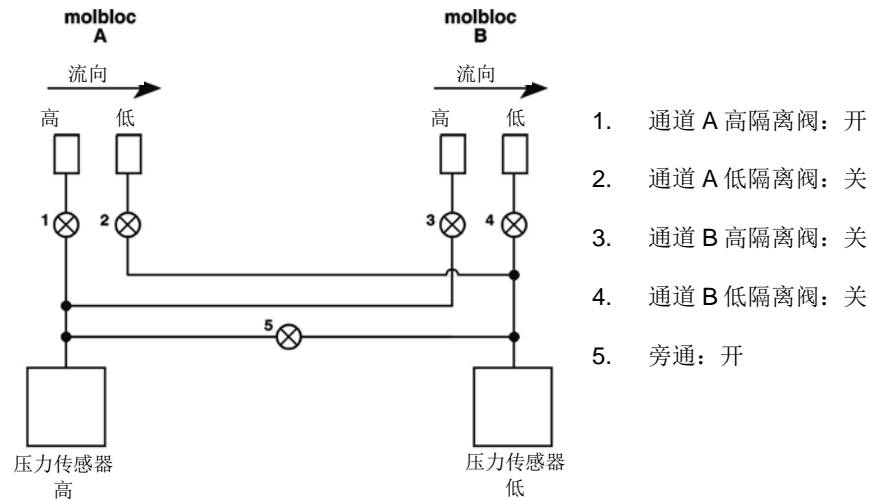 molbloc
A
molbloc
B
流向
流向
高
低
高
低
1
2
3
4
5
压力传感器
高
压力传感器
低
1. 通道 A 高隔离阀：开
2. 通道 A 低隔离阀：关
3. 通道 B 高隔离阀：关
4. 通道 B 低隔离阀：关
5. 旁通：开